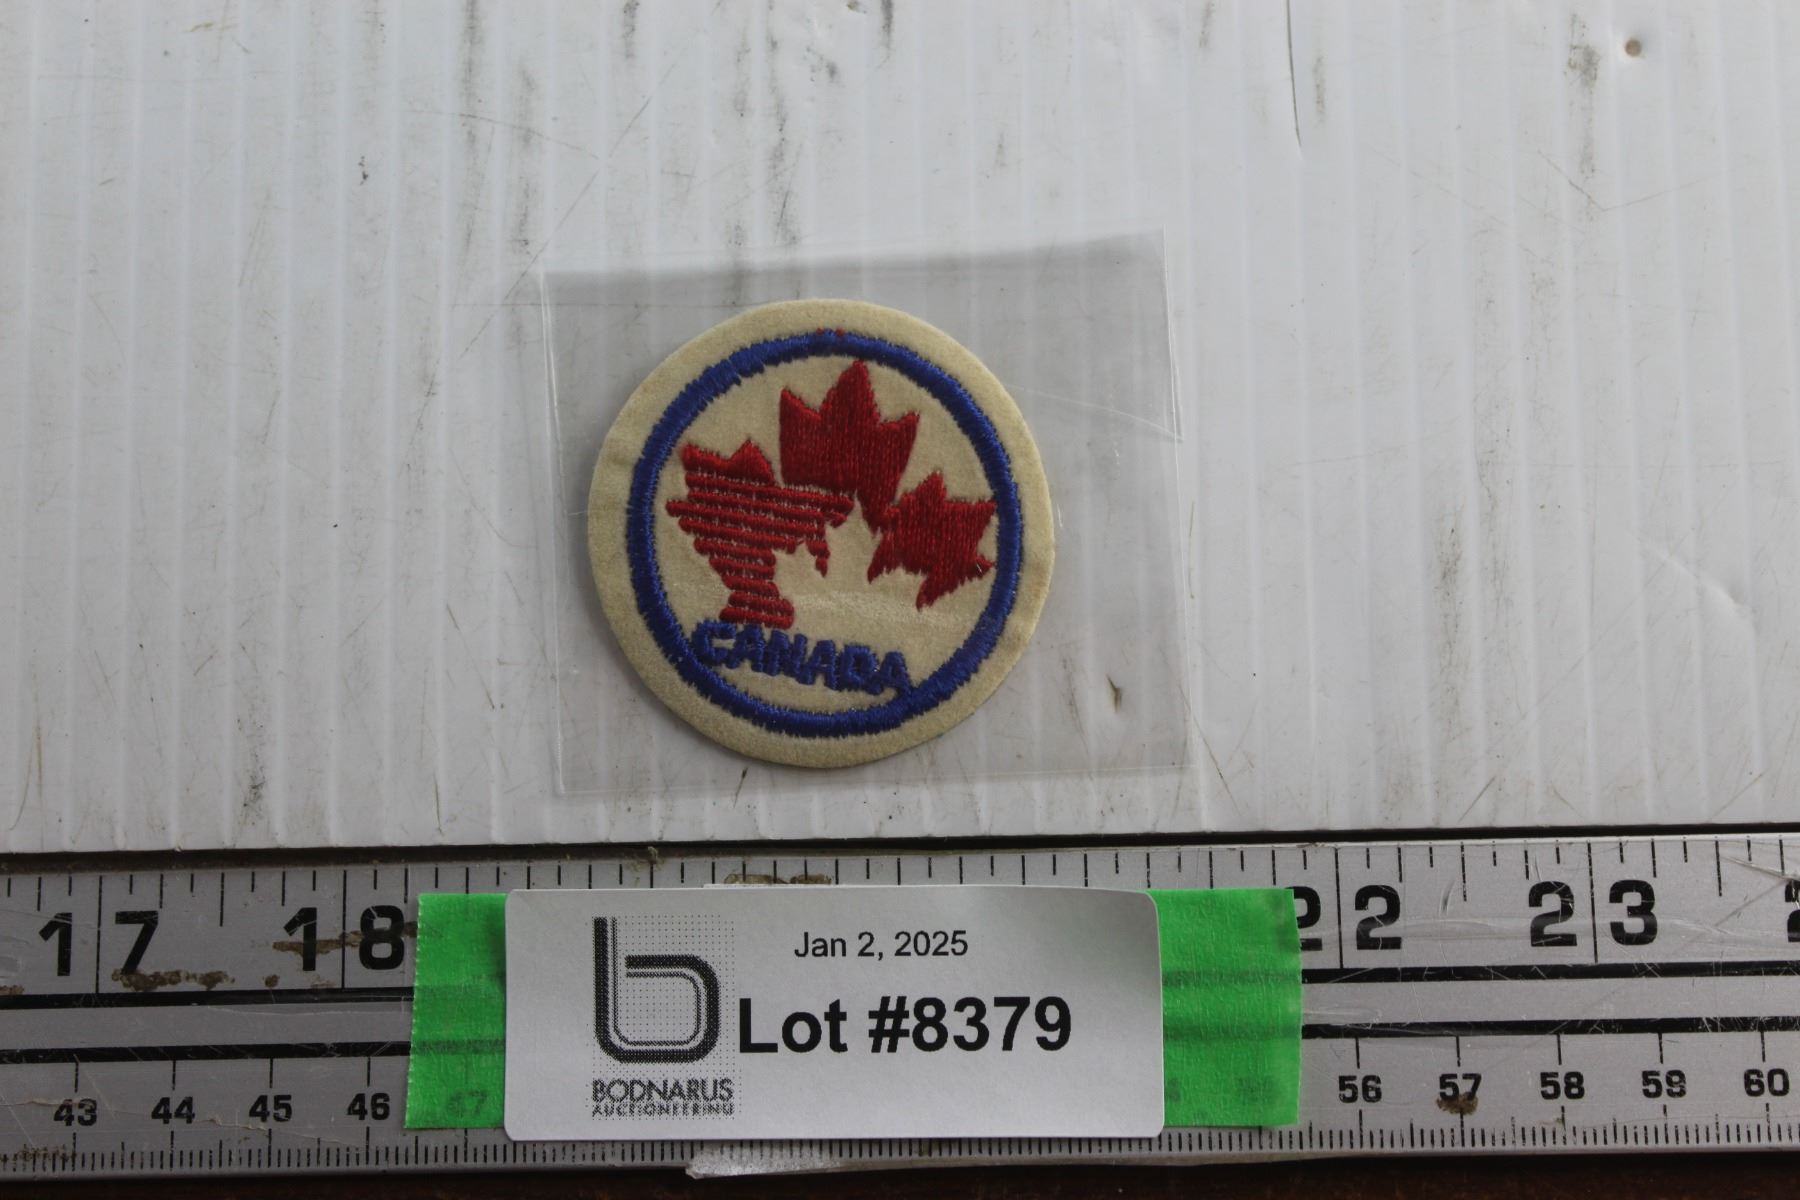 CANADA
17 18 22 23
Jan 2, 2025
Lot #8379
BODNARUS
AUCTIONEERING
43 44 45 46 47 56 57 58 59 60